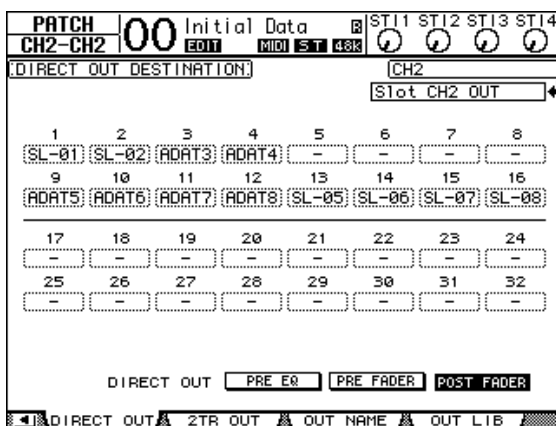 PATCH
CH2-CH2
00
Initial Data
EDIT
MIDI ST 48K
ST11 ST12 ST13 ST14
DIRECT OUT DESTINATION
CH2
Slot CH2 OUT
1 2 3 4 5 6 7 8
SL-01 SL-02 ADAT3 ADAT4 - - - -
9 10 11 12 13 14 15 16
ADAT5 ADAT6 ADAT7 ADAT8 SL-05 SL-06 SL-07 SL-08
17 18 19 20 21 22 23 24
- - - - - - - -
25 26 27 28 29 30 31 32
- - - - - - - -
DIRECT OUT PRE EQ PRE FADER POST FADER
DIRECT OUT 2TR OUT OUT NAME OUT LIB